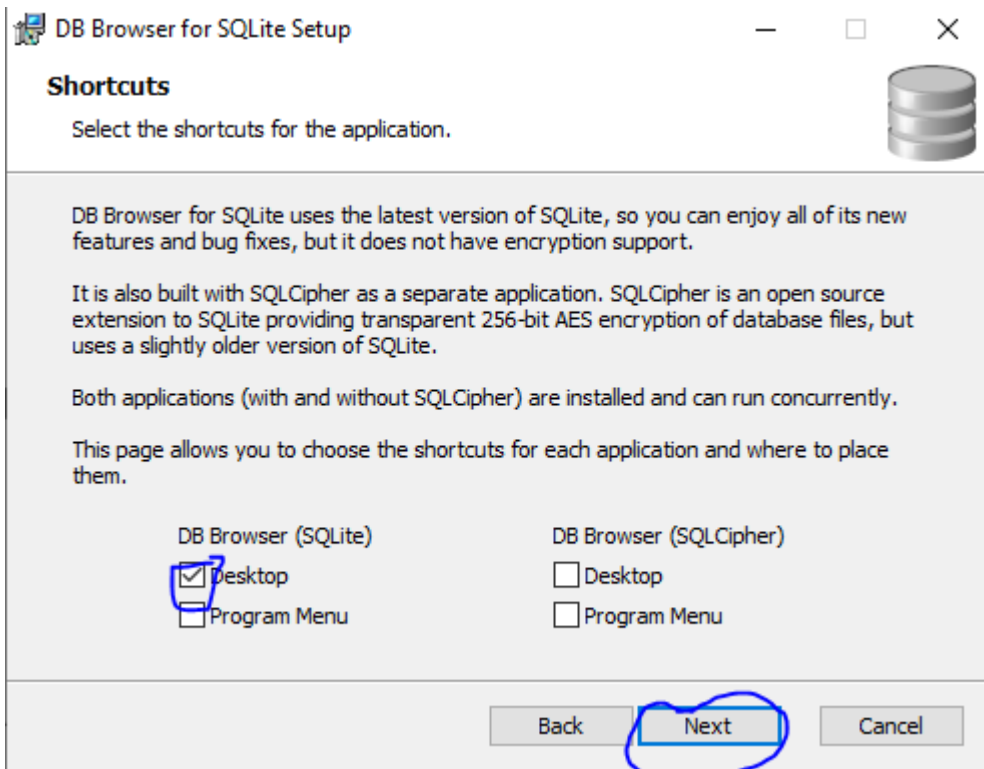 DB Browser for SQLite Setup
Shortcuts
Select the shortcuts for the application.
DB Browser for SQLite uses the latest version of SQLite, so you can enjoy all of its new
features and bug fixes, but it does not have encryption support.
It is also built with SQLCipher as a separate application. SQLCipher is an open source
extension to SQLite providing transparent 256-bit AES encryption of database files, but
uses a slightly older version of SQLite.
Both applications (with and without SQLCipher) are installed and can run concurrently.
This page allows you to choose the shortcuts for each application and where to place
them.
DB Browser (SQLite) DB Browser (SQLCipher)
Desktop Desktop
Program Menu Program Menu
Back Next Cancel